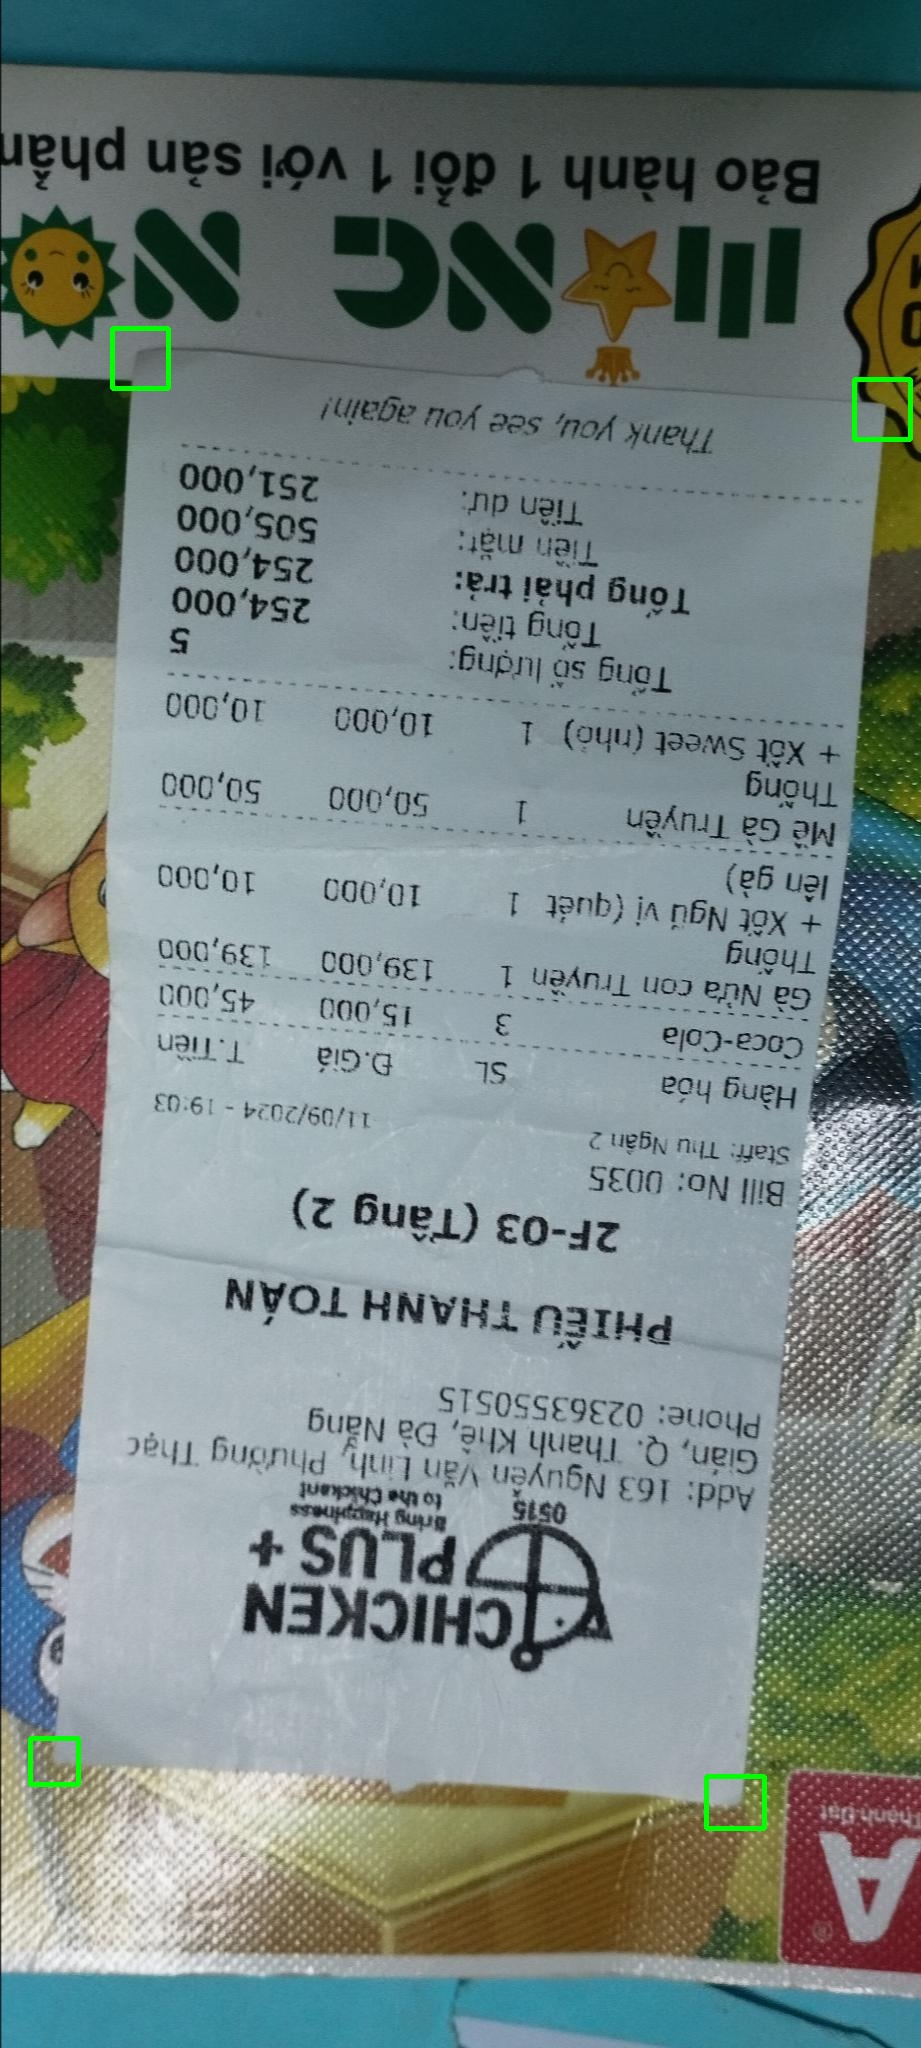 CHICKEN
PLUS +
Bring Happiness
to the Chickant
0515
Add: 163 Nguyễn Văn Linh, Phường Thạc
Gián, Q. Thanh Khê, Đà Nẵng
Phone: 02363550515
PHIẾU THANH TOÁN
2F-03 (Tầng 2)
Bill No: 0035
Staff: Thu Ngân 2 11/09/2024 - 19:03
Hàng hóa SL Đ.Giá T.Tiền
Coca-Cola 3 15,000 45,000
Gà Nửa con Truyền 1 139,000 139,000
Thống
+ Xốt Ngũ vị (quét 1 10,000 10,000
lên gà)
Mề Gà Truyền 1 50,000 50,000
Thống
+ Xốt Sweet (nhỏ) 1 10,000 10,000
Tổng số lượng: 5
Tổng tiền: 254,000
Tổng phải trả: 254,000
Tiền mặt: 505,000
Tiền dư: 251,000
Thank you, see you again!
Bảo hành 1 đổi 1 với sản phẩ
A